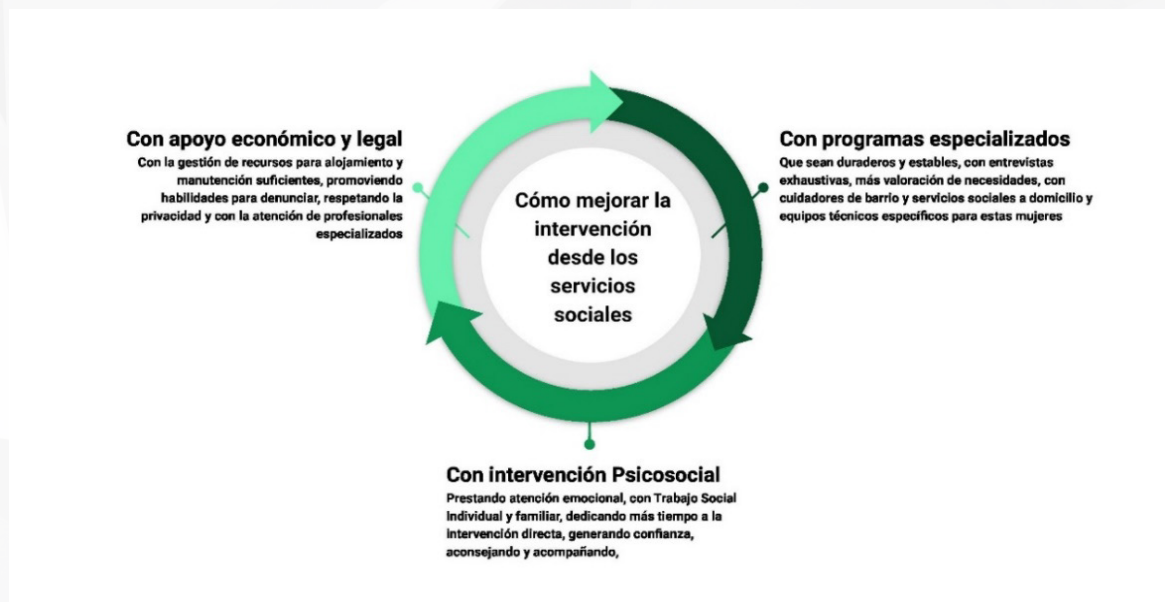 Con apoyo económico y legal
Con la gestión de recursos para alojamiento y
manutención suficientes, promoviendo
habilidades para denunciar, respetando la
privacidad y con la atención de profesionales
especializados
Cómo mejorar la
intervención
desde los
servicios
sociales
Con programas especializados
Que sean duraderos y estables, con entrevistas
exhaustivas, más valoración de necesidades, con
cuidadores de barrio y servicios sociales a domicilio y
equipos técnicos específicos para estas mujeres
Con intervención Psicosocial
Prestando atención emocional, con Trabajo Social
Individual y familiar, dedicando más tiempo a la
intervención directa, generando confianza,
aconsejando y acompañando,